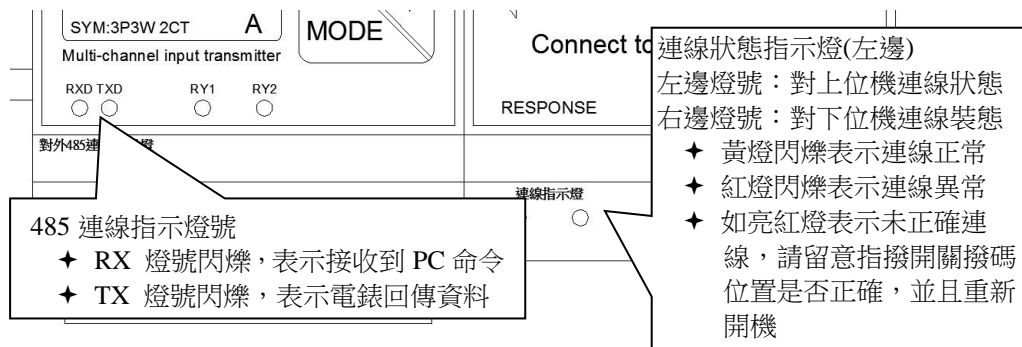 SYM:3P3W 2CT A
MODE
Multi-channel input transmitter
RXD TXD RY1 RY2
Connect to
RESPONSE
對外485連
燈
連線指示燈
485 連線指示燈號
✦ RX 燈號閃爍，表示接收到 PC 命令
✦ TX 燈號閃爍，表示電錶回傳資料
連線狀態指示燈(左邊)
左邊燈號：對上位機連線狀態
右邊燈號：對下位機連線裝態
✦ 黃燈閃爍表示連線正常
✦ 紅燈閃爍表示連線異常
✦ 如亮紅燈表示未正確連
線，請留意指撥開關撥碼
位置是否正確，並且重新
開機